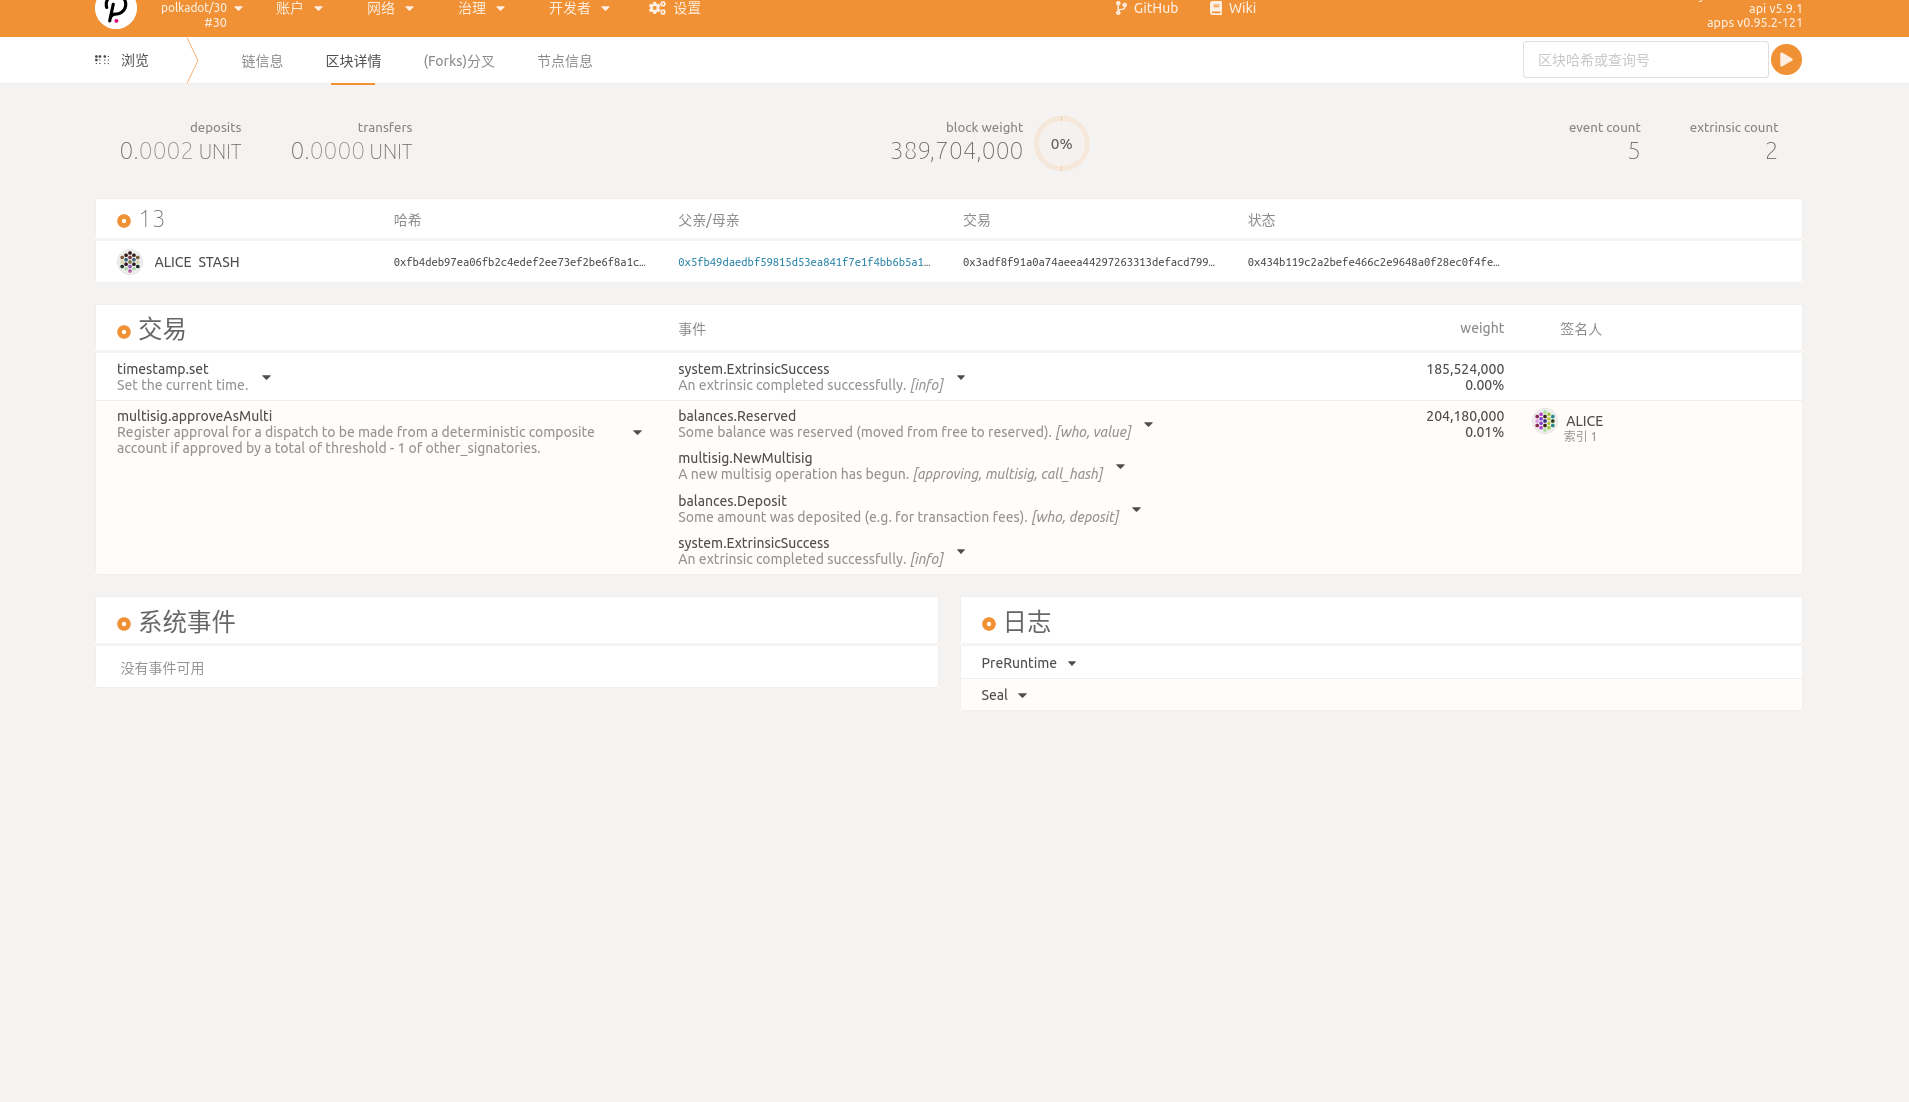 polkadot/30
#30
账户
网络
治理
开发者
设置
GitHub
Wiki
api v5.9.1
apps v0.95.2-121
浏览
链信息
区块详情
(Forks)分叉
节点信息
区块哈希或查询号
deposits
0.0002 UNIT
transfers
0.0000 UNIT
block weight
389,704,000
0%
event count
5
extrinsic count
2
13
哈希
父亲/母亲
交易
状态
ALICE STASH
0xfb4deb97ea06fb2c4edef2ee73ef2be6f8a1c…
0x5fb49daedbf59815d53ea841f7e1f4bb6b5a1…
0x3adf8f91a0a74aeea44297263313defacd799…
0x434b119c2a2befe466c2e9648a0f28ec0f4fe…
交易
事件
weight
签名人
timestamp.set
Set the current time.
system.ExtrinsicSuccess
An extrinsic completed successfully. [info]
185,524,000
0.00%
multisig.approveAsMulti
Register approval for a dispatch to be made from a deterministic composite
account if approved by a total of threshold - 1 of other_signatories.
balances.Reserved
Some balance was reserved (moved from free to reserved). [who, value]
multisig.NewMultisig
A new multisig operation has begun. [approving, multisig, call_hash]
balances.Deposit
Some amount was deposited (e.g. for transaction fees). [who, deposit]
system.ExtrinsicSuccess
An extrinsic completed successfully. [info]
204,180,000
0.01%
ALICE
索引 1
系统事件
没有事件可用
日志
PreRuntime
Seal